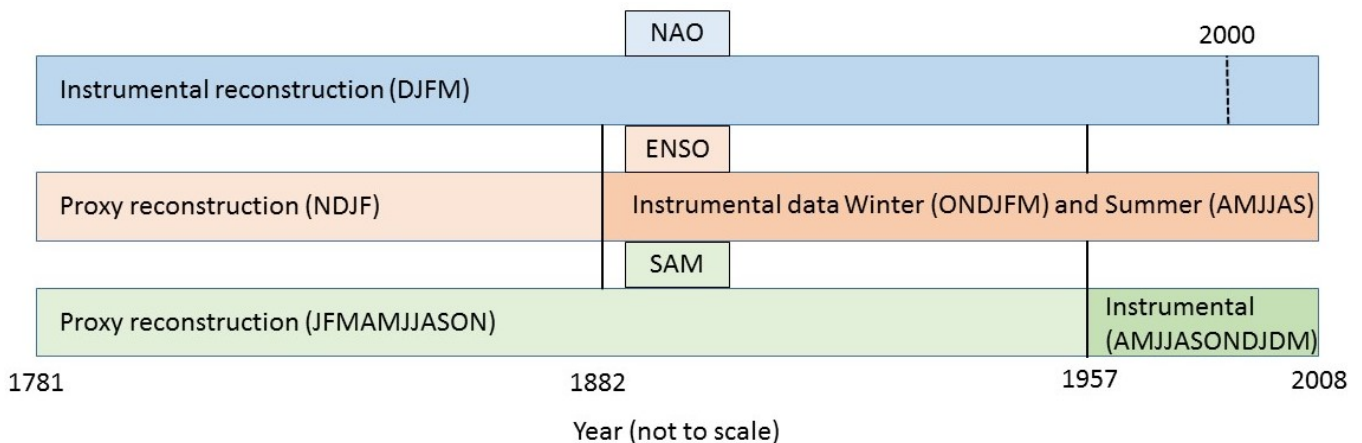 NAO
2000
Instrumental reconstruction (DJFM)
ENSO
Proxy reconstruction (NDJF)
Instrumental data Winter (ONDJFM) and Summer (AMJJAS)
SAM
Proxy reconstruction (JFMAMJJASON)
Instrumental
(AMJJASONDJDM)
1781
1882
1957
2008
Year (not to scale)